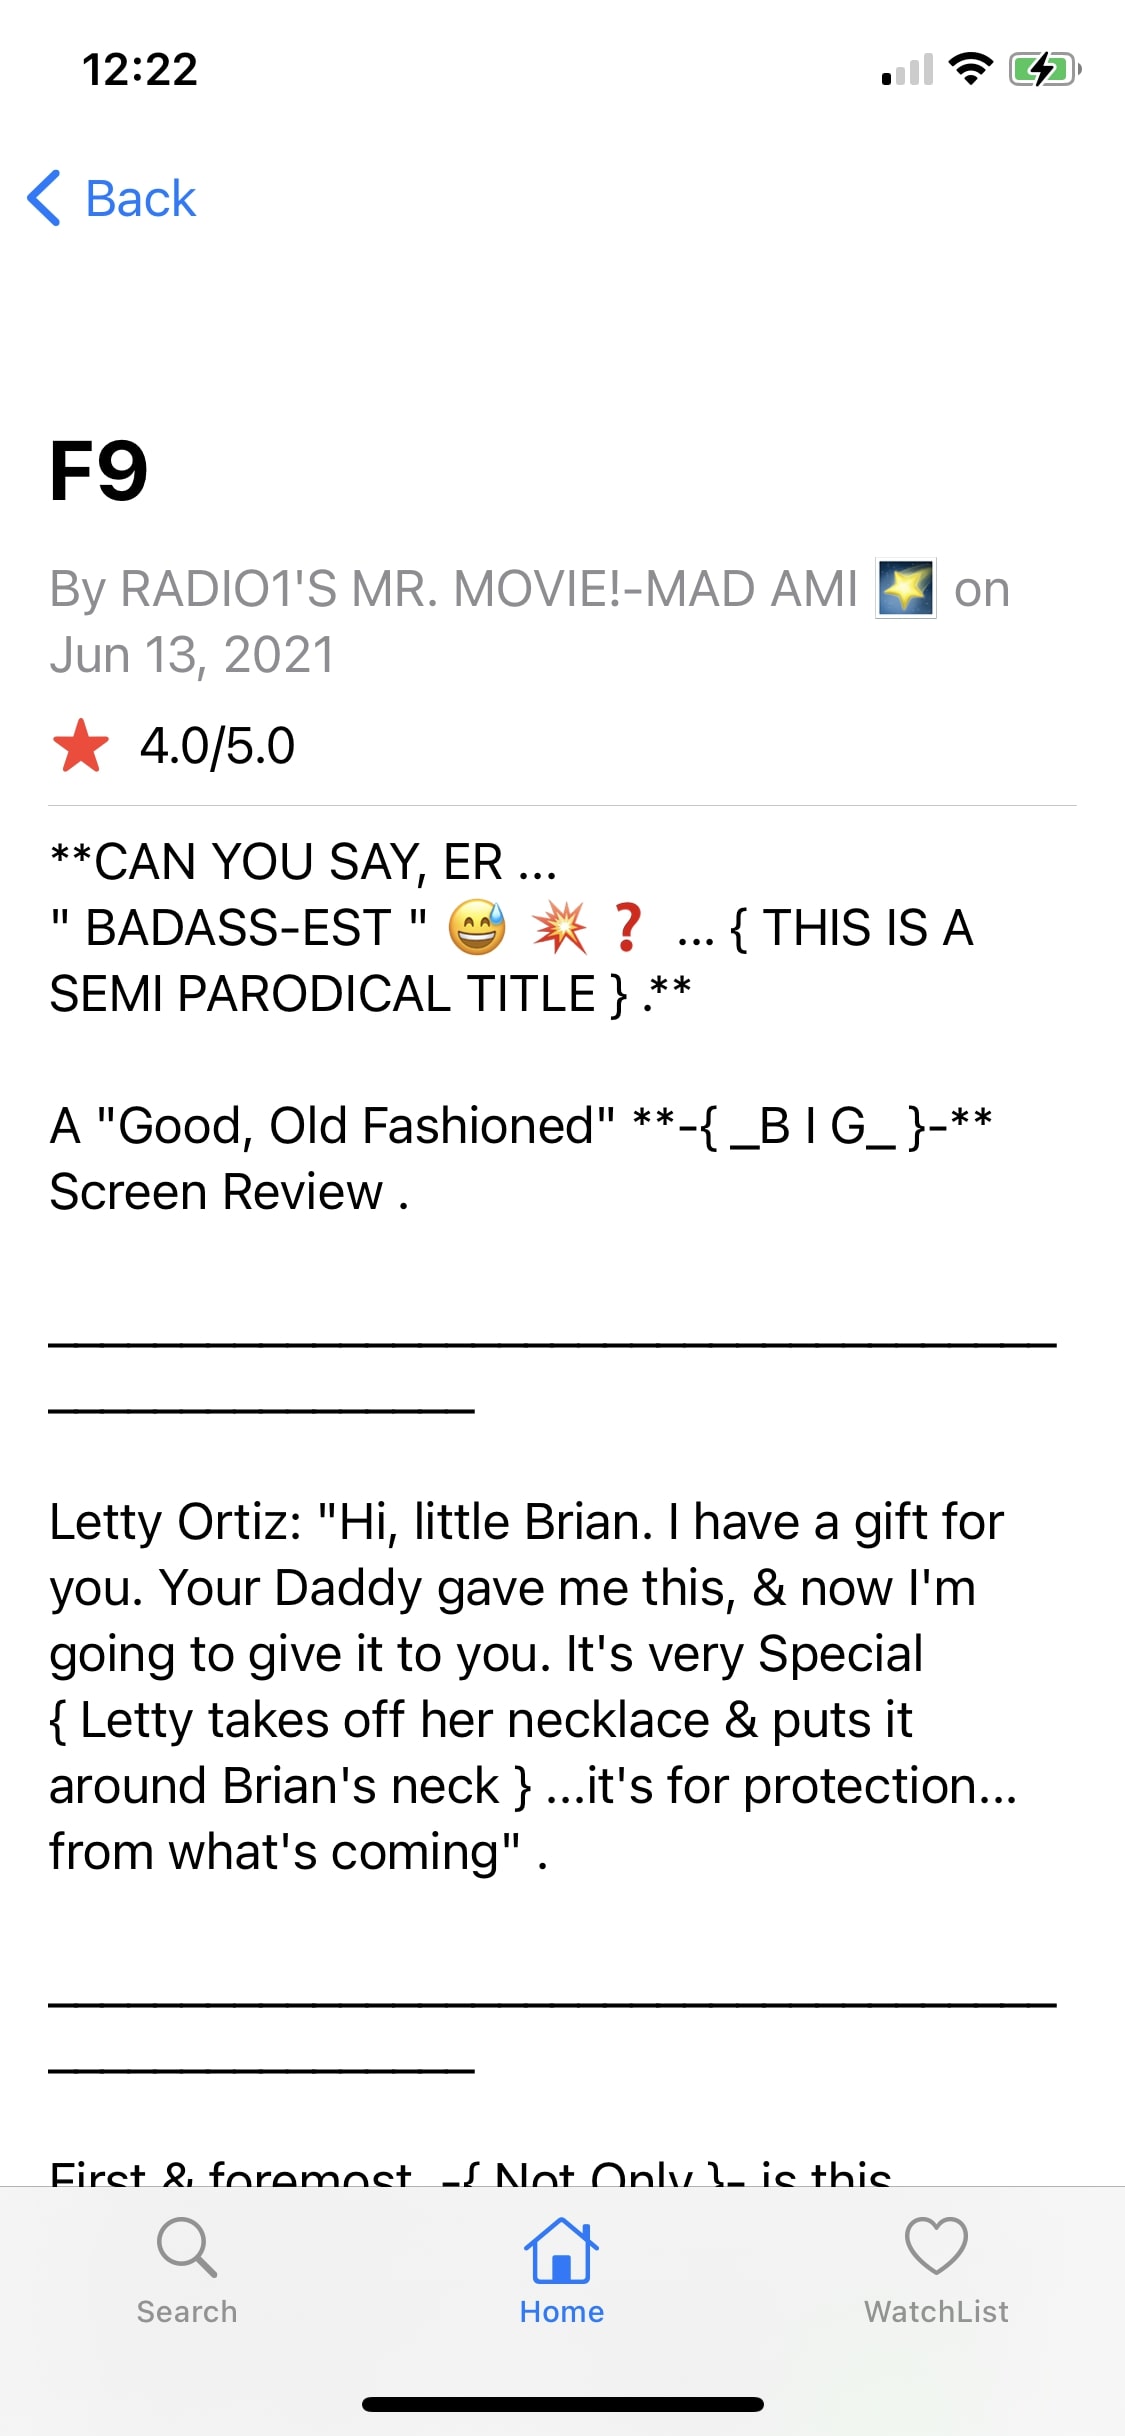 12:22
Back
F9
By RADIO1'S MR. MOVIE!-MAD AMI 🌠 on
Jun 13, 2021
4.0/5.0
**CAN YOU SAY, ER ...
" BADASS-EST " 😅 💥 ❓ ... { THIS IS A
SEMI PARODICAL TITLE } .**
A "Good, Old Fashioned" **-{ _B I G_ }-**
Screen Review .
______________________________________
________________
Letty Ortiz: "Hi, little Brian. I have a gift for
you. Your Daddy gave me this, & now I'm
going to give it to you. It's very Special
{ Letty takes off her necklace & puts it
around Brian's neck } ...it's for protection...
from what's coming" .
______________________________________
________________
First & foremost, -{ Not Only }- is this
Search
Home
WatchList